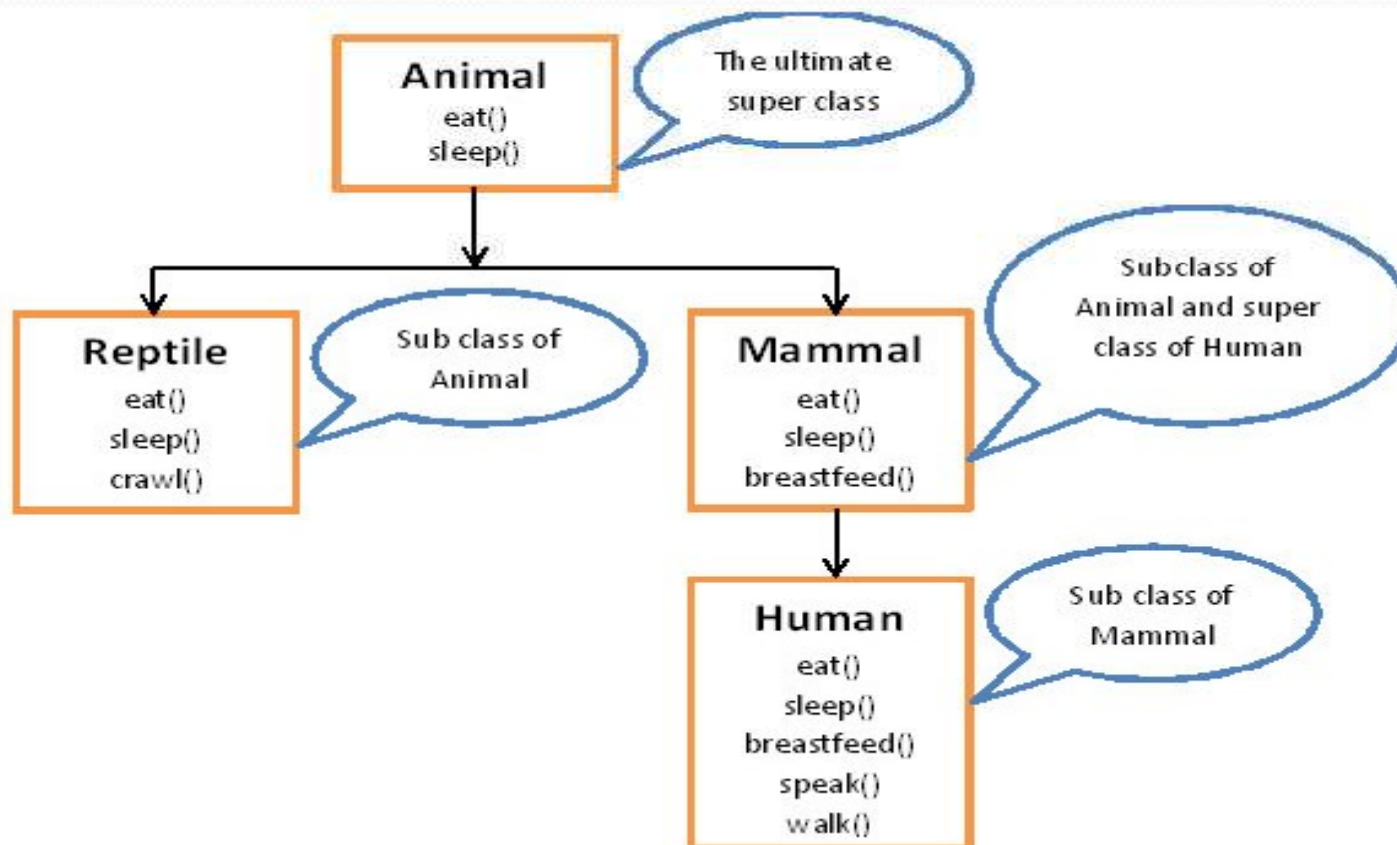 Animal
eat()
sleep()
The ultimate
super class
Reptile
eat()
sleep()
crawl()
Sub class of
Animal
Mammal
eat()
sleep()
breastfeed()
Subclass of
Animal and super
class of Human
Human
eat()
sleep()
breastfeed()
speak()
walk()
Sub class of
Mammal